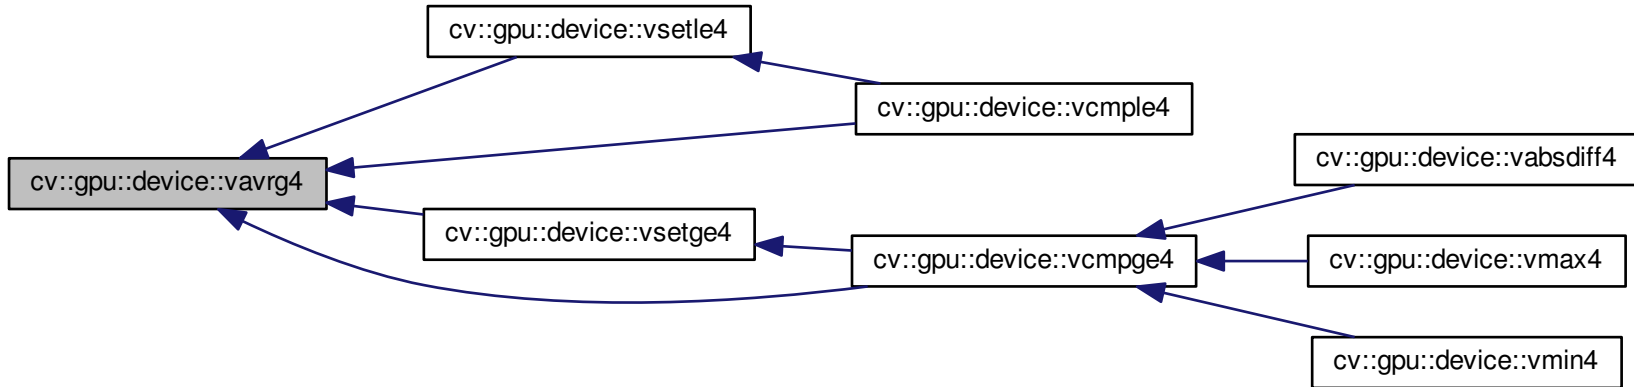 cv::gpu::device::vsetle4
cv::gpu::device::vcmple4
cv::gpu::device::vabsdiff4
cv::gpu::device::vavrg4
cv::gpu::device::vsetge4
cv::gpu::device::vcmpge4
cv::gpu::device::vmax4
cv::gpu::device::vmin4